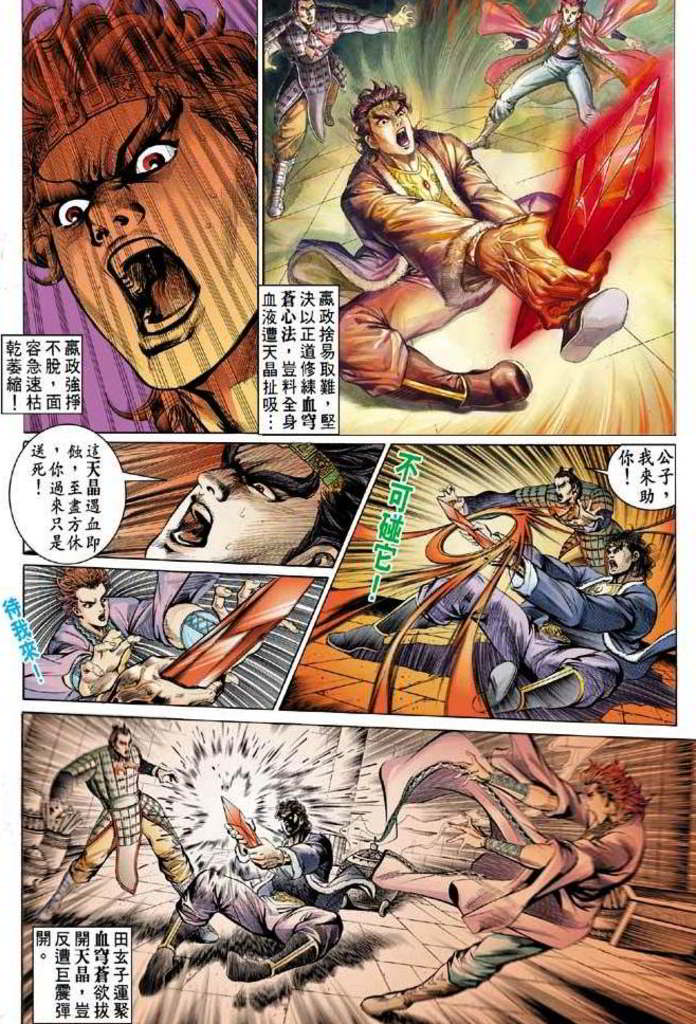 嬴政捨易取難，堅
決以正道修練血穹
蒼心法，豈料全身
血液遭天晶扯吸…
嬴政強掙
不脫，面
容急速枯
乾萎縮！
公子，
我來助
你！
不可碰它！
這天晶遇血即
蝕，至盡方休
，你過來只是
送死！
待我來！
田玄子運聚
血穹蒼欲拔
開天晶，豈
反遭巨震彈
開。